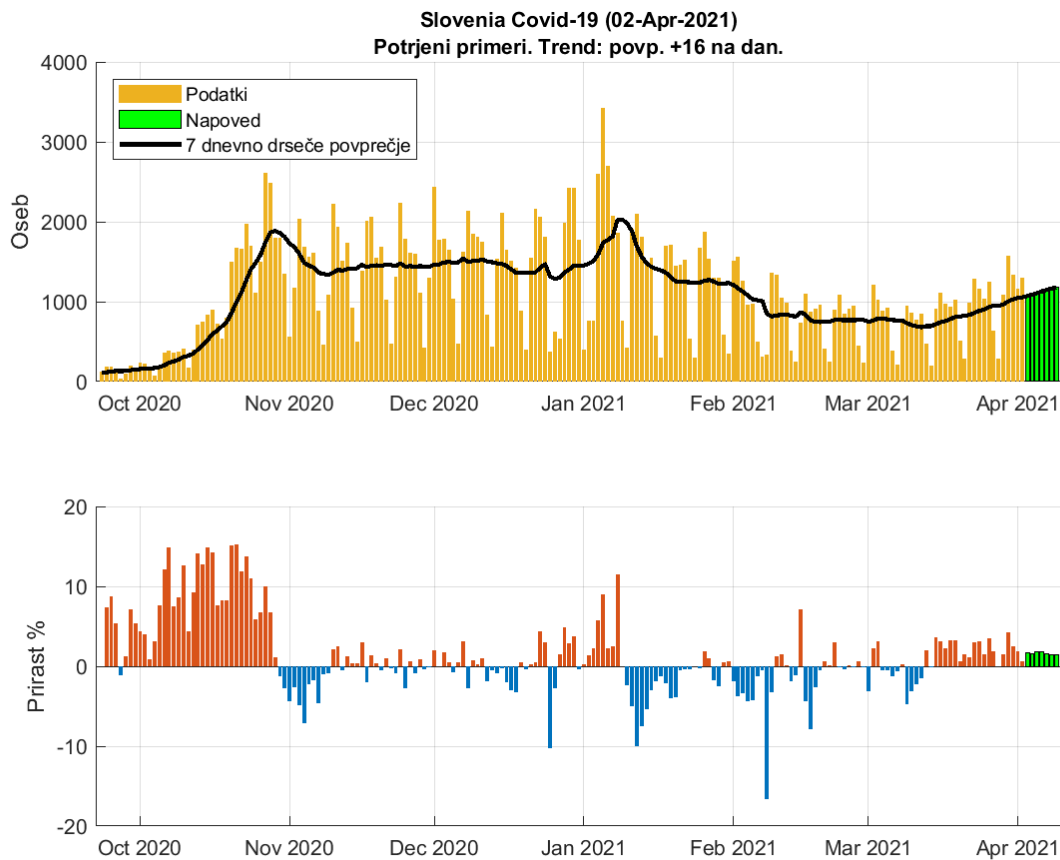 Slovenia Covid-19 (02-Apr-2021)
Potrjeni primeri. Trend: povp. +16 na dan.
4000
3000
2000
1000
0
Oseb
Podatki
Napoved
7 dnevno drseče povprečje
Oct 2020
Nov 2020
Dec 2020
Jan 2021
Feb 2021
Mar 2021
Apr 2021
20
10
0
-10
-20
Prirast %
Oct 2020
Nov 2020
Dec 2020
Jan 2021
Feb 2021
Mar 2021
Apr 2021